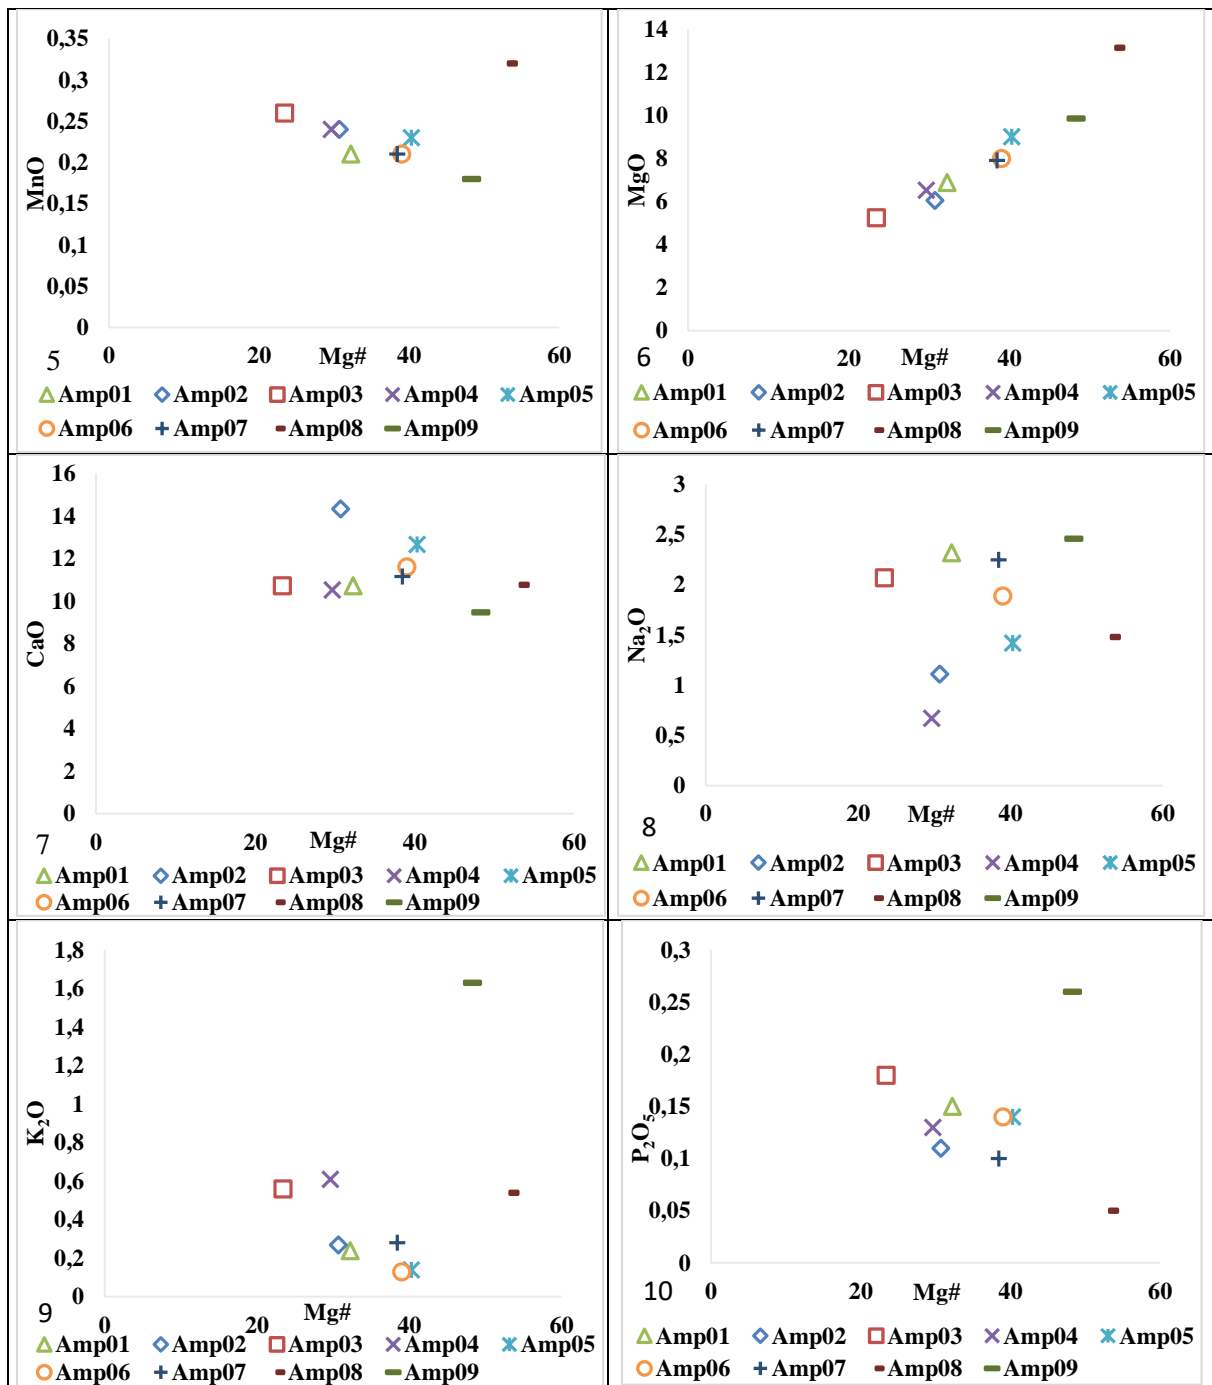 0,35
0,3
0,25
0,2
0,15
0,1
0,05
0
MnO
0 20 40 60
Mg#
5
Amp01 Amp02 Amp03 Amp04 Amp05
Amp06 Amp07 Amp08 Amp09
14
12
10
8
6
4
2
0
MgO
0 20 40 60
Mg#
6
Amp01 Amp02 Amp03 Amp04 Amp05
Amp06 Amp07 Amp08 Amp09
16
14
12
10
8
6
4
2
0
CaO
0 20 40 60
Mg#
7
Amp01 Amp02 Amp03 Amp04 Amp05
Amp06 Amp07 Amp08 Amp09
3
2,5
2
1,5
1
0,5
0
Na₂O
0 20 40 60
Mg#
8
Amp01 Amp02 Amp03 Amp04 Amp05
Amp06 Amp07 Amp08 Amp09
1,8
1,6
1,4
1,2
1
0,8
0,6
0,4
0,2
0
K₂O
0 20 40 60
Mg#
9
Amp01 Amp02 Amp03 Amp04 Amp05
Amp06 Amp07 Amp08 Amp09
0,3
0,25
0,2
0,15
0,1
0,05
0
P₂O₅
0 20 40 60
Mg#
10
Amp01 Amp02 Amp03 Amp04 Amp05
Amp06 Amp07 Amp08 Amp09